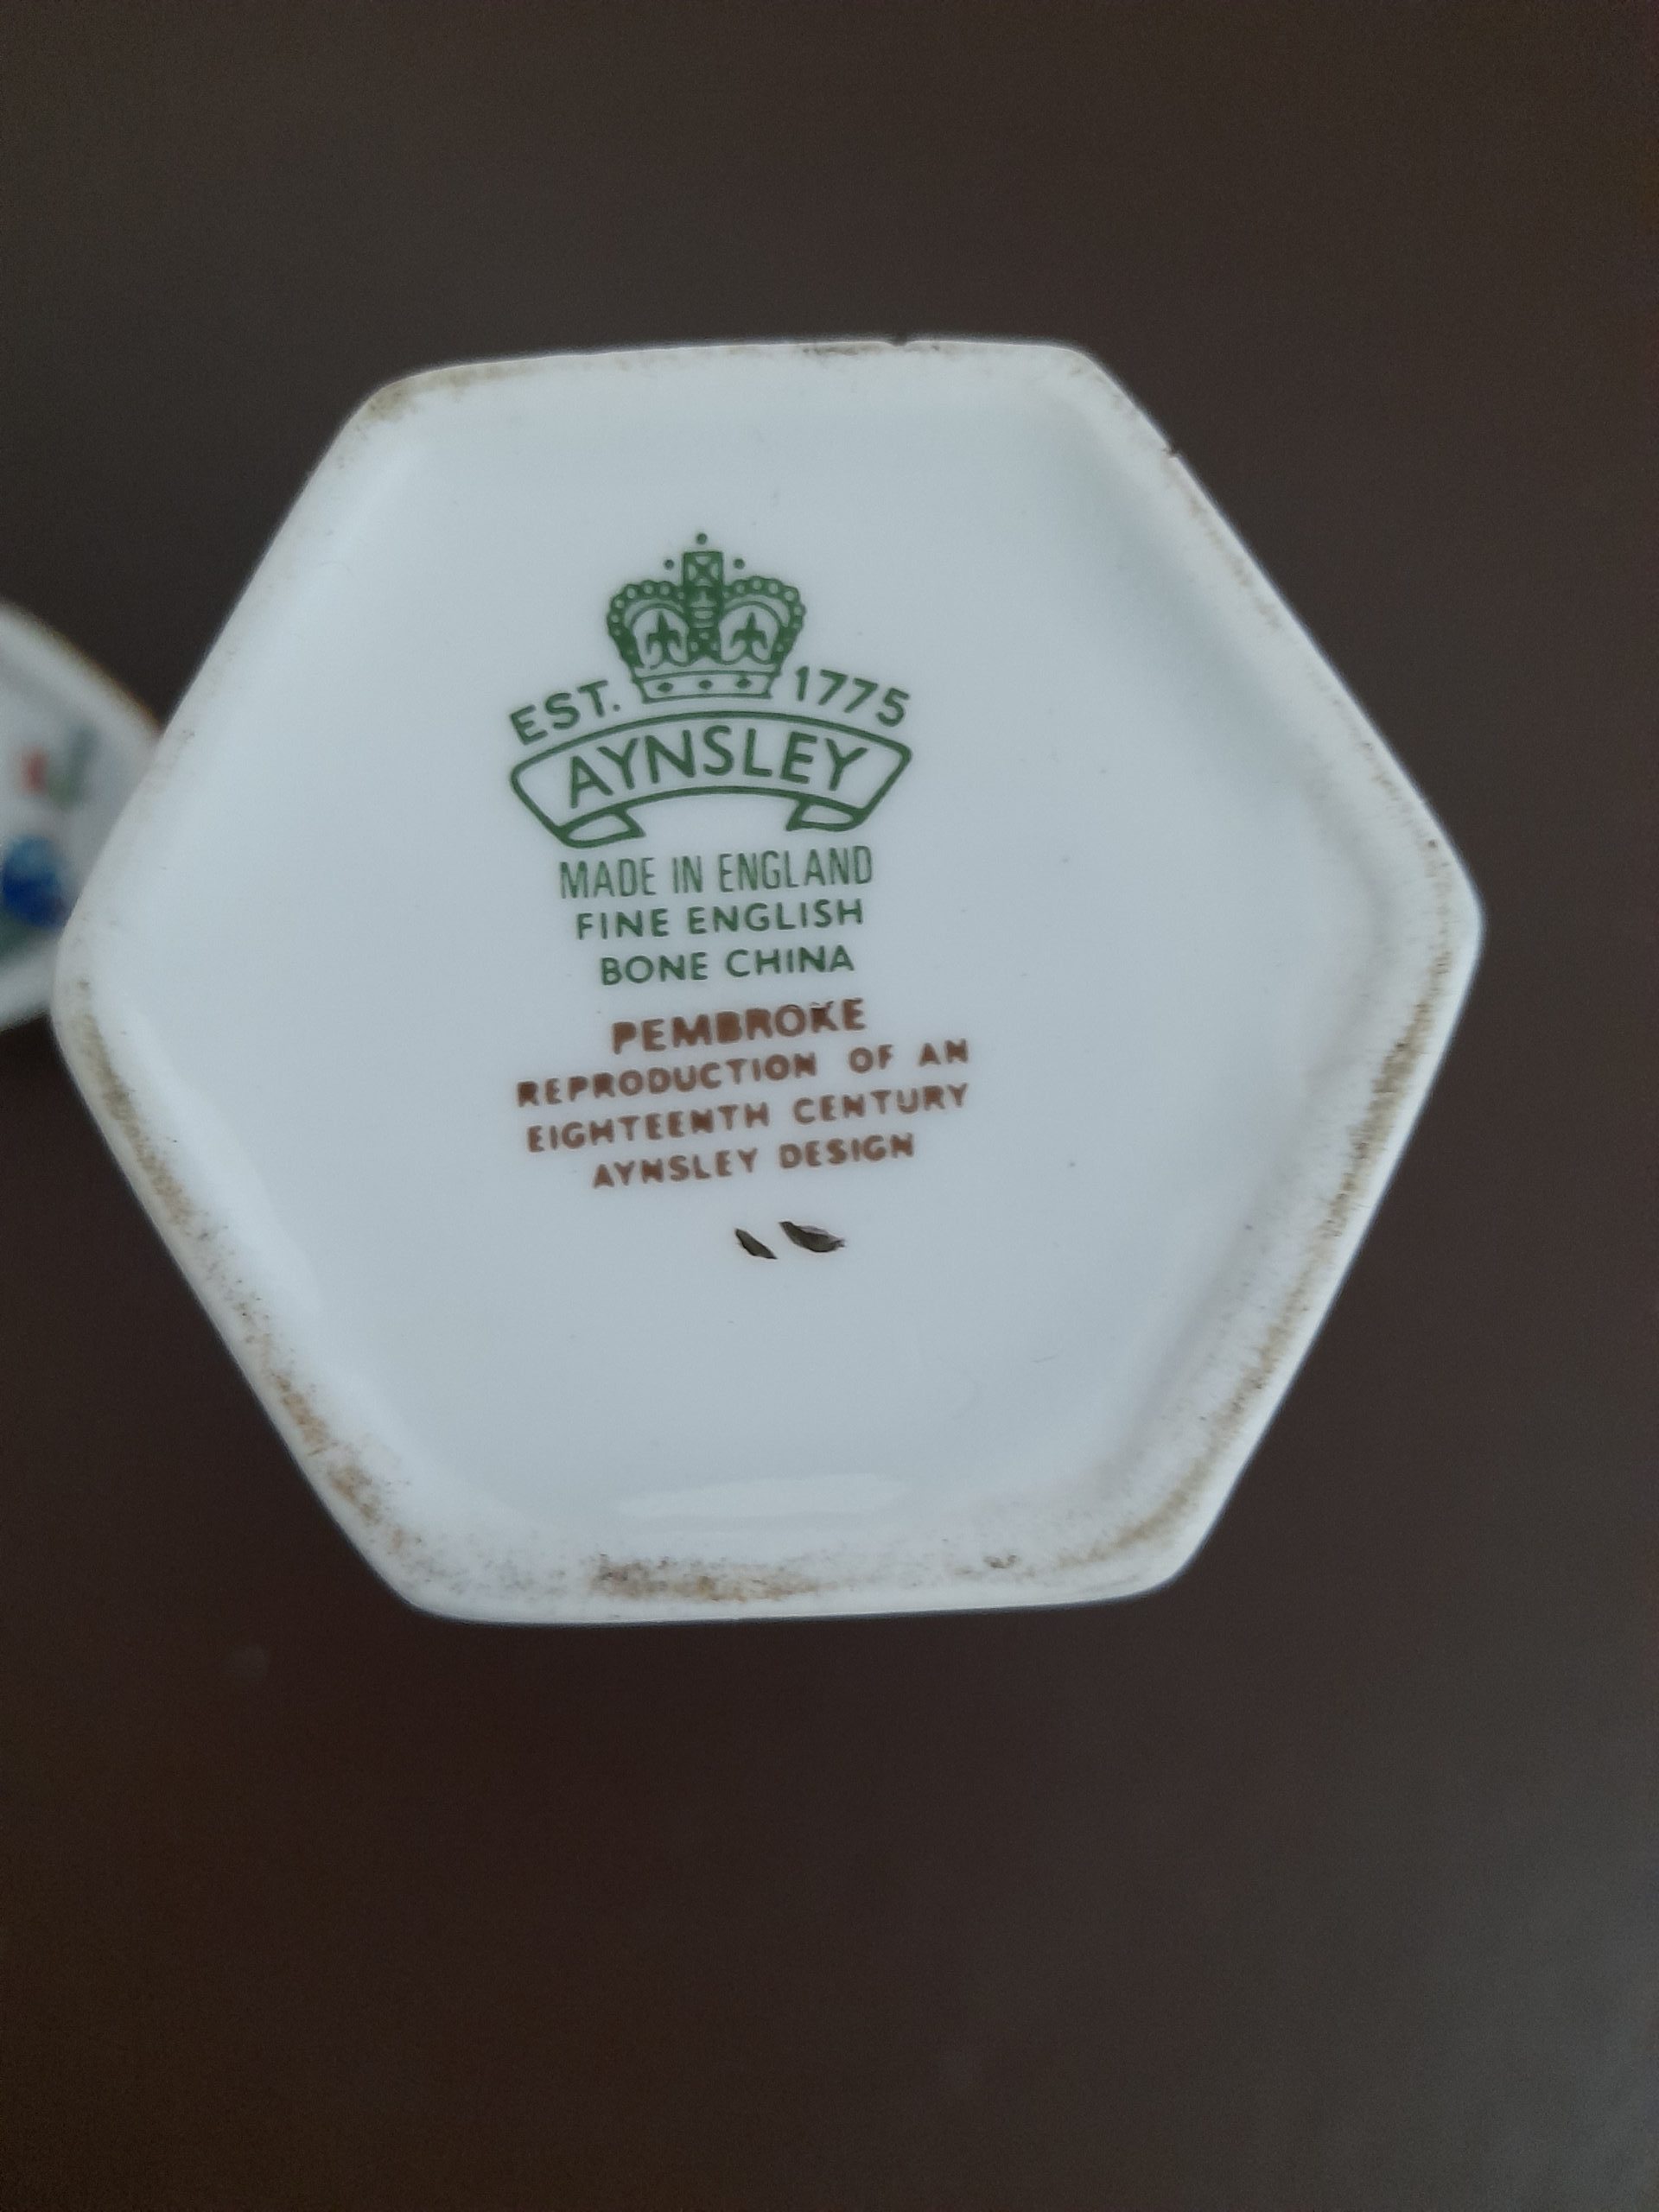 EST. 1775
AYNSLEY
MADE IN ENGLAND
FINE ENGLISH
BONE CHINA
PEMBROKE
REPRODUCTION OF AN
EIGHTEENTH CENTURY
AYNSLEY DESIGN